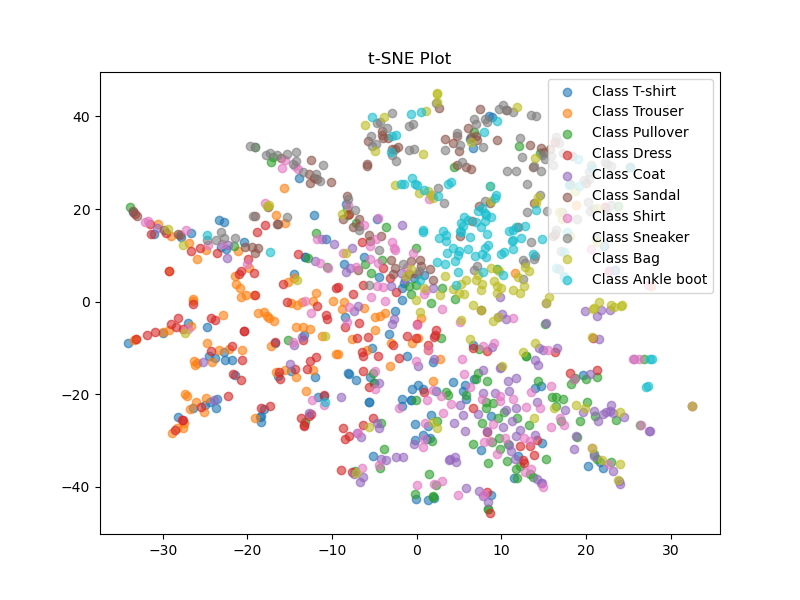 t-SNE Plot
40
20
0
−20
−40
−30
−20
−10
0
10
20
30
Class T-shirt
Class Trouser
Class Pullover
Class Dress
Class Coat
Class Sandal
Class Shirt
Class Sneaker
Class Bag
Class Ankle boot